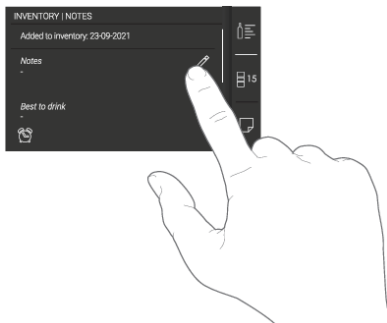 INVENTORY | NOTES
Added to inventory: 23-09-2021
Notes
-
15
Best to drink
-